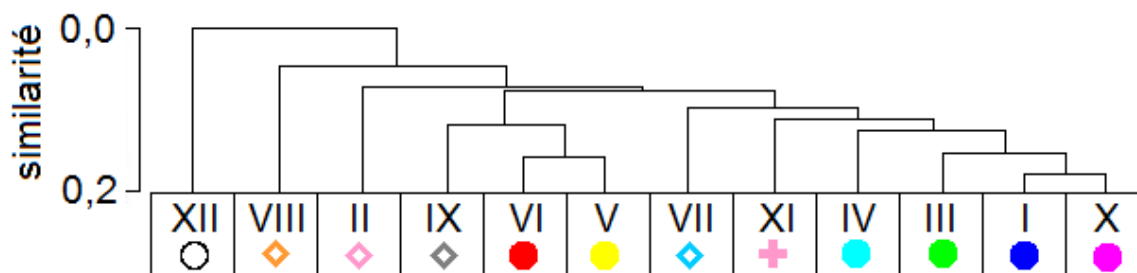 similarité
0,0
0,2
XII VIII II IX VI V VII XI IV III I X